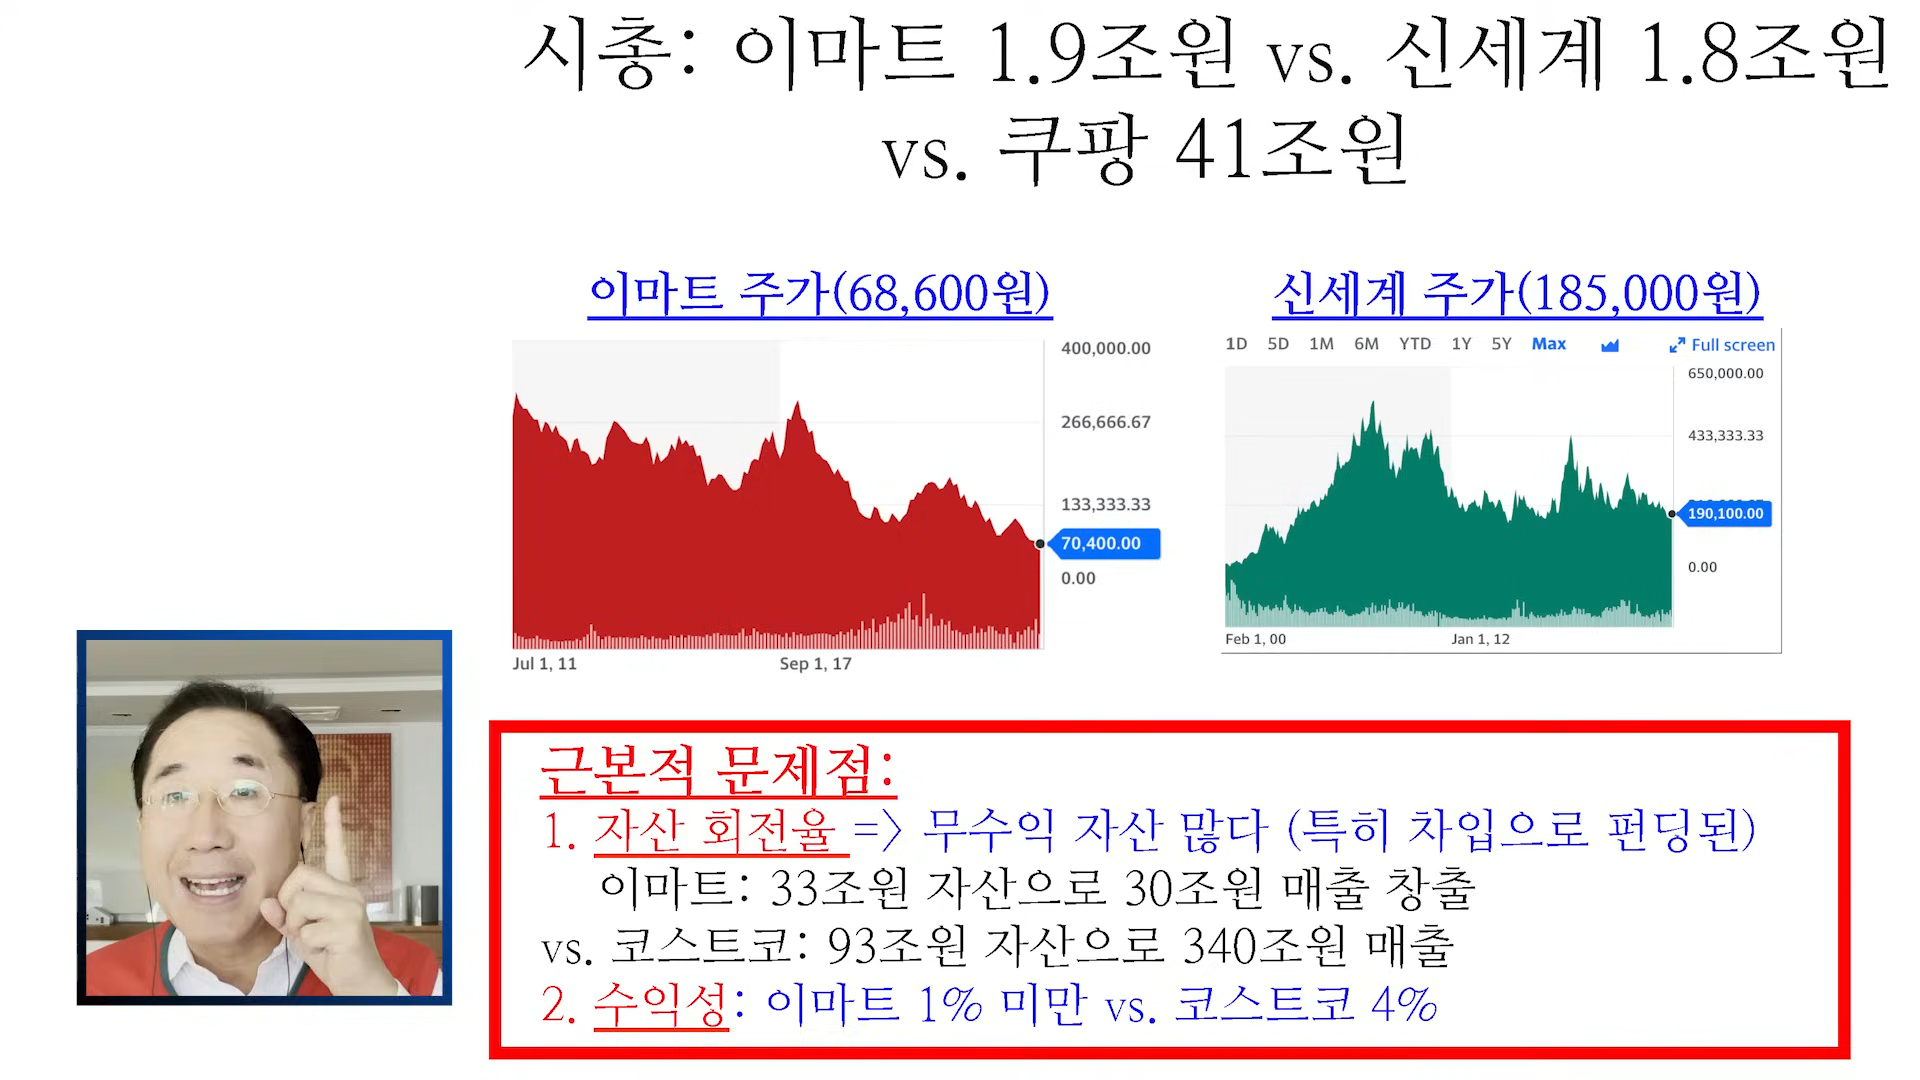 시총: 이마트 1.9조원 vs. 신세계 1.8조원
vs. 쿠팡 41조원
이마트 주가(68,600원)
400,000.00
266,666.67
133,333.33
70,400.00
0.00
Jul 1, 11
Sep 1, 17
신세계 주가(185,000원)
1D 5D 1M 6M YTD 1Y 5Y Max Full screen
650,000.00
433,333.33
190,100.00
0.00
Feb 1, 00
Jan 1, 12
근본적 문제점:
1. 자산 회전율 => 무수익 자산 많다 (특히 차입으로 펀딩된)
이마트: 33조원 자산으로 30조원 매출 창출
vs. 코스트코: 93조원 자산으로 340조원 매출
2. 수익성: 이마트 1% 미만 vs. 코스트코 4%